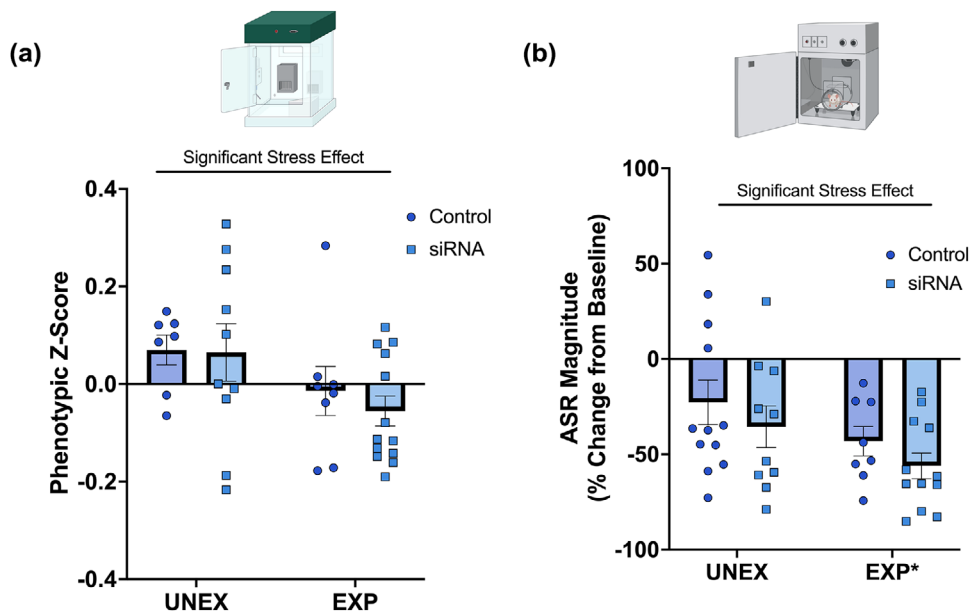 (a)
Significant Stress Effect
Phenotypic Z-Score
0.4
0.2
0.0
-0.2
-0.4
Control
siRNA
UNEX
EXP
(b)
Significant Stress Effect
ASR Magnitude
(% Change from Baseline)
100
50
0
-50
-100
Control
siRNA
UNEX
EXP*